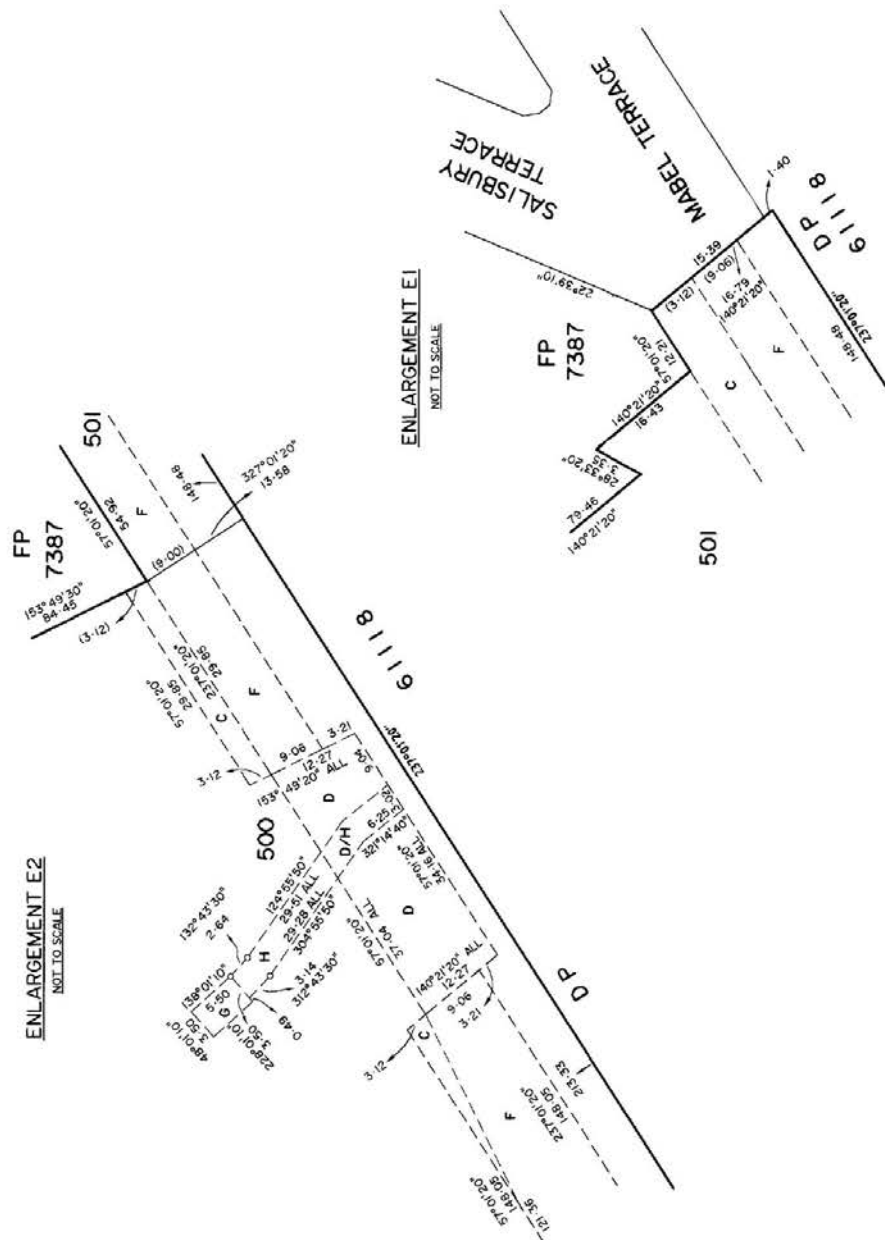 ENLARGEMENT E2
NOT TO SCALE
FP
7387
153°49'30"
84·45
(3·12)
57°01'20"
54·92
501
F
(9·00)
148·48
327°01'20"
13·58
57°01'20"
29·85
C
237°01'20"
29·85
F
3·12
9·06
12·27
153°49'20" ALL
3·21
500
D
9·04
3·02
D/H
6·25
321°14'40"
61118
237°01'20"
124°55'50"
29·51 ALL
29·28 ALL
304°55'50"
132°43'30"
2·64
H
138°01'10"
5·50
48°01'10"
3·50
G
228°01'10"
3·50
0·49
3·14
312°43'30"
57°01'20"
37·04 ALL
D
57°01'20"
34·16 ALL
140°21'20" ALL
12·27
9·06
3·21
3·12
C
DP
213·33
237°01'20"
148·05
F
57°01'20"
148·05
121·36
ENLARGEMENT E1
NOT TO SCALE
SALISBURY
TERRACE
MABEL TERRACE
22°39'10"
FP
7387
57°01'20"
12·21
140°21'20"
16·43
28°33'20"
3·35
79·46
140°21'20"
501
15·39
(3·12)
(9·06)
16·79
140°21'20"
1·40
C
F
DP
61118
237°01'20"
148·48